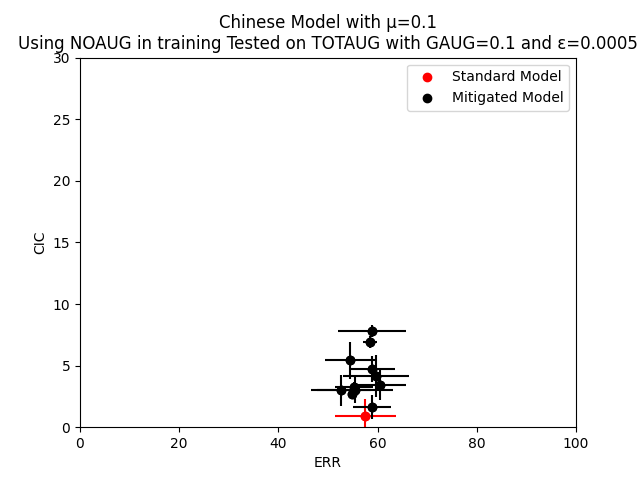 Chinese Model with μ=0.1
Using NOAUG in training Tested on TOTAUG with GAUG=0.1 and ε=0.0005
Standard Model
Mitigated Model
30
25
20
15
10
5
0
CIC
0 20 40 60 80 100
ERR